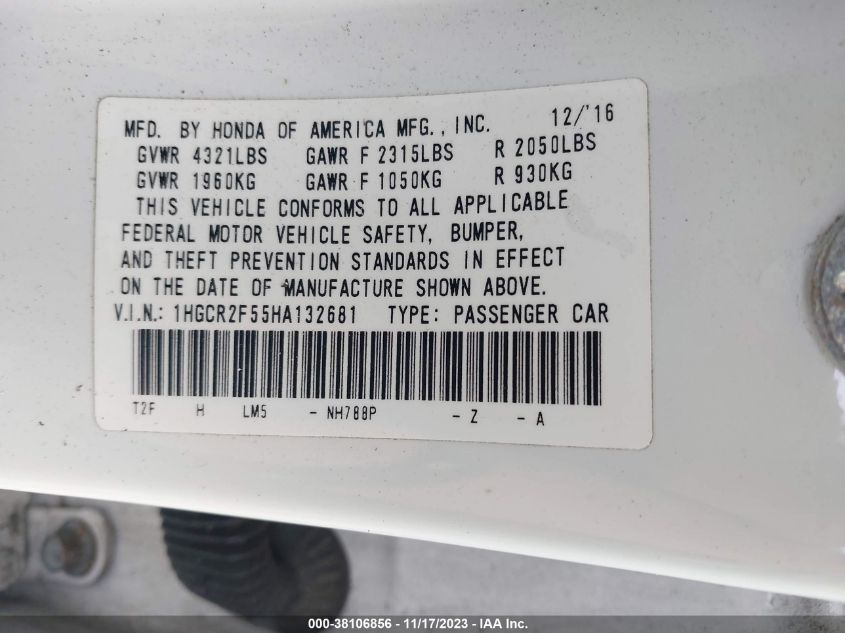 MFD. BY HONDA OF AMERICA MFG., INC. 12/'16
GVWR 4321LBS GAWR F 2315LBS R 2050LBS
GVWR 1960KG GAWR F 1050KG R 930KG
THIS VEHICLE CONFORMS TO ALL APPLICABLE
FEDERAL MOTOR VEHICLE SAFETY, BUMPER,
AND THEFT PREVENTION STANDARDS IN EFFECT
ON THE DATE OF MANUFACTURE SHOWN ABOVE.
V.I.N.: 1HGCR2F55HA132681 TYPE: PASSENGER CAR
T2F H LM5 - NH788P - Z - A
000-38106856 - 11/17/2023 - IAA Inc.